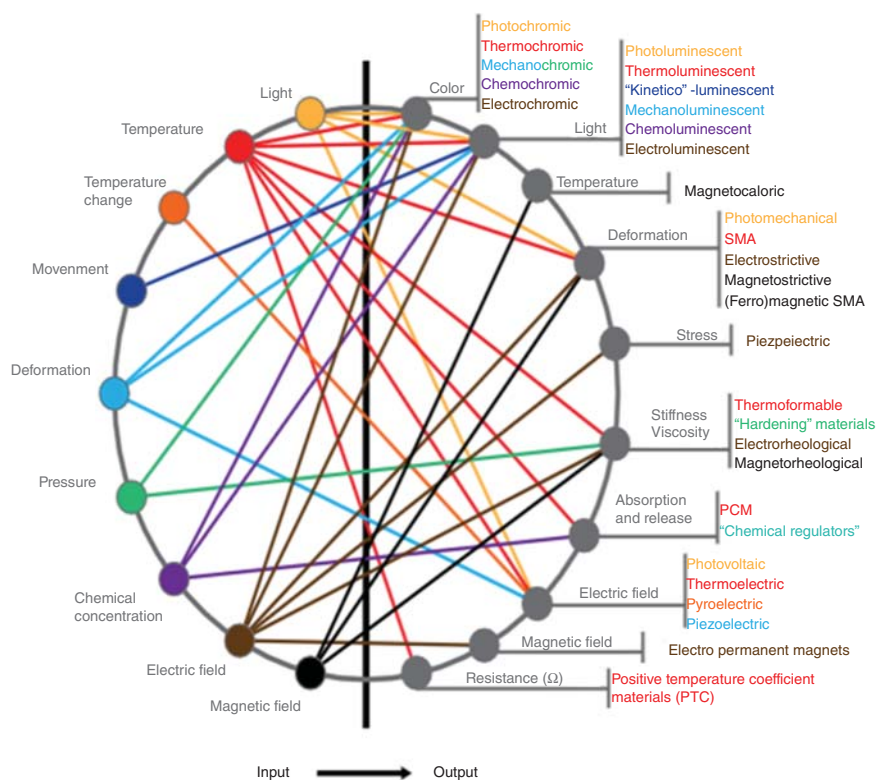 Photochromic
Thermochromic
Mechanochromic
Chemochromic
Electrochromic
Color
Photoluminescent
Thermoluminescent
“Kinetico” -luminescent
Mechanoluminescent
Chemoluminescent
Electroluminescent
Light
Light
Temperature
Temperature
change
Movenment
Deformation
Pressure
Chemical
concentration
Electric field
Magnetic field
Temperature
Magnetocaloric
Deformation
Photomechanical
SMA
Electrostrictive
Magnetostrictive
(Ferro)magnetic SMA
Stress
Piezpeiectric
Stiffness
Viscosity
Thermoformable
“Hardening” materials
Electrorheological
Magnetorheological
Absorption
and release
PCM
“Chemical regulators”
Electric field
Photovoltaic
Thermoelectric
Pyroelectric
Piezoelectric
Magnetic field
Electro permanent magnets
Resistance (Ω)
Positive temperature coefficient
materials (PTC)
Input
Output